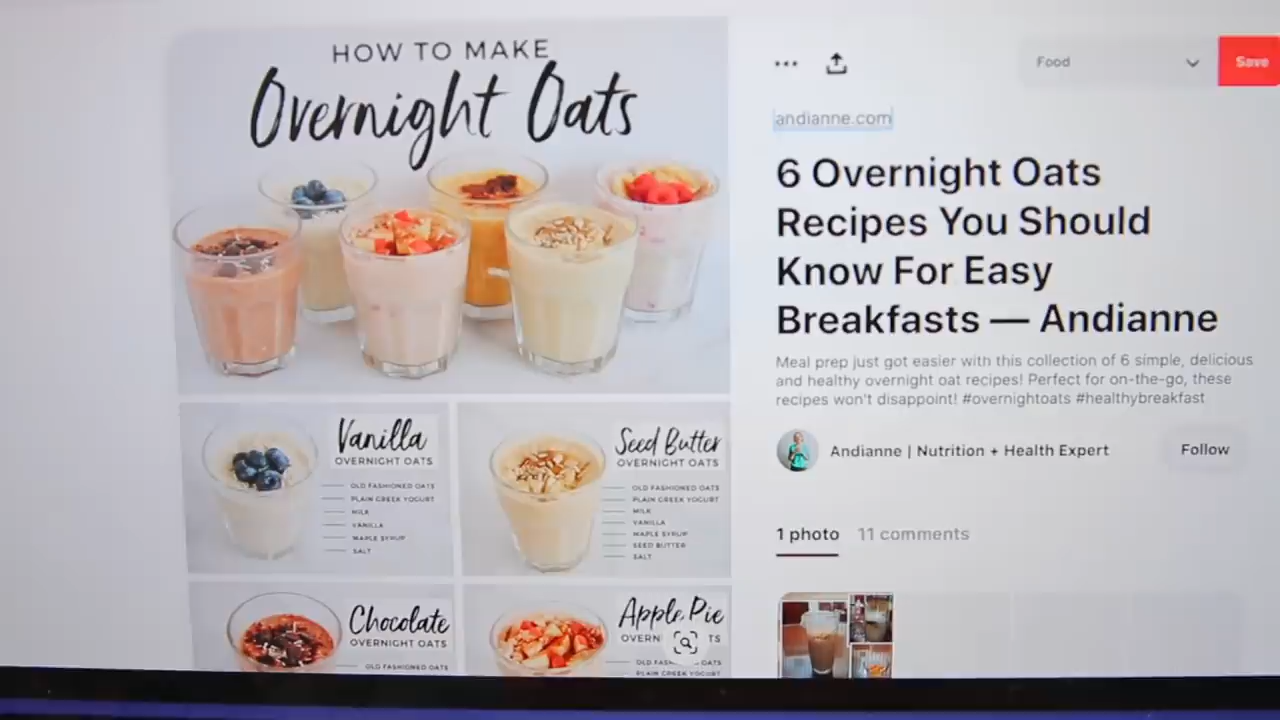 HOW TO MAKE
Overnight Oats
Vanilla
OVERNIGHT OATS
OLD FASHIONED OATS
PLAIN GREEK YOGURT
MILK
VANILLA
MAPLE SYRUP
SALT
Seed Butter
OVERNIGHT OATS
OLD FASHIONED OATS
PLAIN GREEK YOGURT
MILK
VANILLA
MAPLE SYRUP
SEED BUTTER
SALT
Chocolate
OVERNIGHT OATS
OLD FASHIONED OATS
Apple Pie
OVERN TS
OLD FAS OATS
PLAIN GREEK YOGURT
Food
Save
andianne.com
6 Overnight Oats
Recipes You Should
Know For Easy
Breakfasts — Andianne
Meal prep just got easier with this collection of 6 simple, delicious
and healthy overnight oat recipes! Perfect for on-the-go, these
recipes won't disappoint! #overnightoats #healthybreakfast
Andianne | Nutrition + Health Expert
Follow
1 photo 11 comments